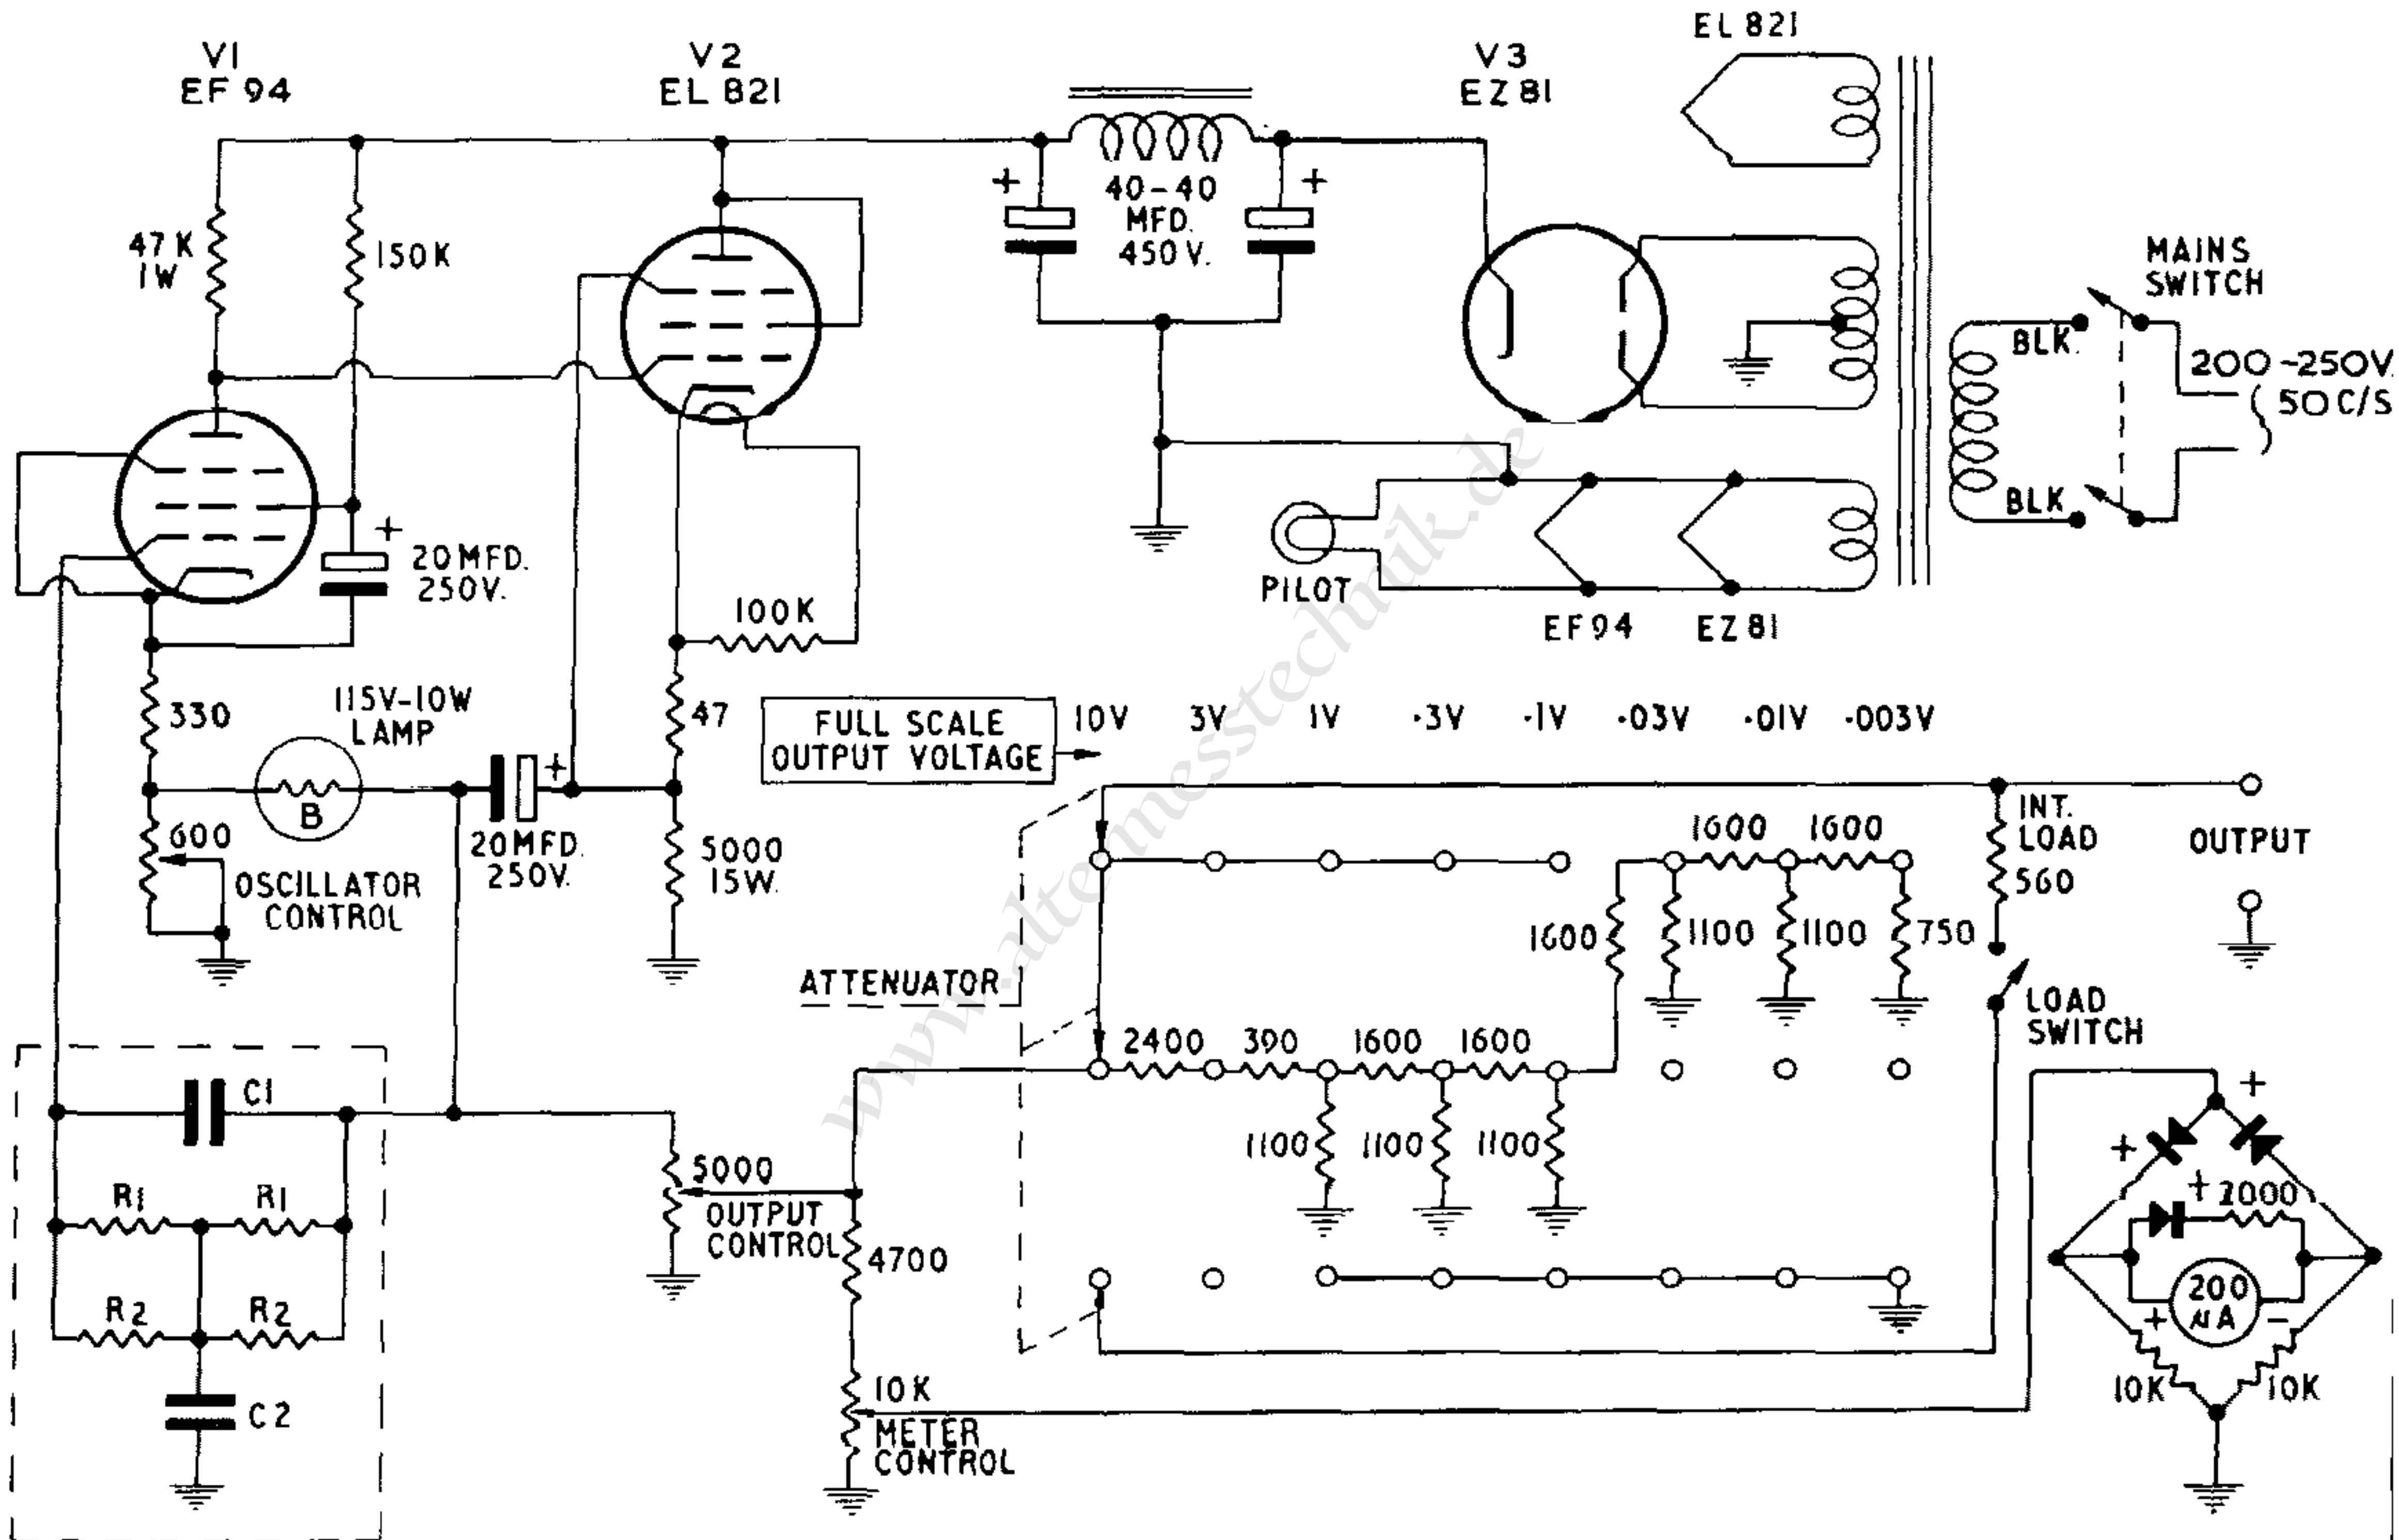 V1
EF 94
V2
EL 821
V3
EZ 81
EL 821
47 K
1W
150K
+
40-40
MFD.
450 V.
+
MAINS
SWITCH
BLK.
200-250V.
50 C/S
BLK
+
20 MFD.
250V.
100K
PILOT
EF94
EZ 81
330
115V-10W
LAMP
B
+
20 MFD.
250V.
47
600
OSCILLATOR
CONTROL
5000
15W.
FULL SCALE
OUTPUT VOLTAGE
10V
3V
1V
·3V
·1V
·03V
·01V
·003V
INT.
LOAD
560
OUTPUT
1600
1600
1600
1100
1100
750
ATTENUATOR
LOAD
SWITCH
2400
390
1600
1600
1100
1100
1100
C1
R1
R1
R2
R2
C2
5000
OUTPUT
CONTROL
4700
10K
METER
CONTROL
+
+
+
2000
200
µA
+
-
10K
10K
www.altermesstechnik.de